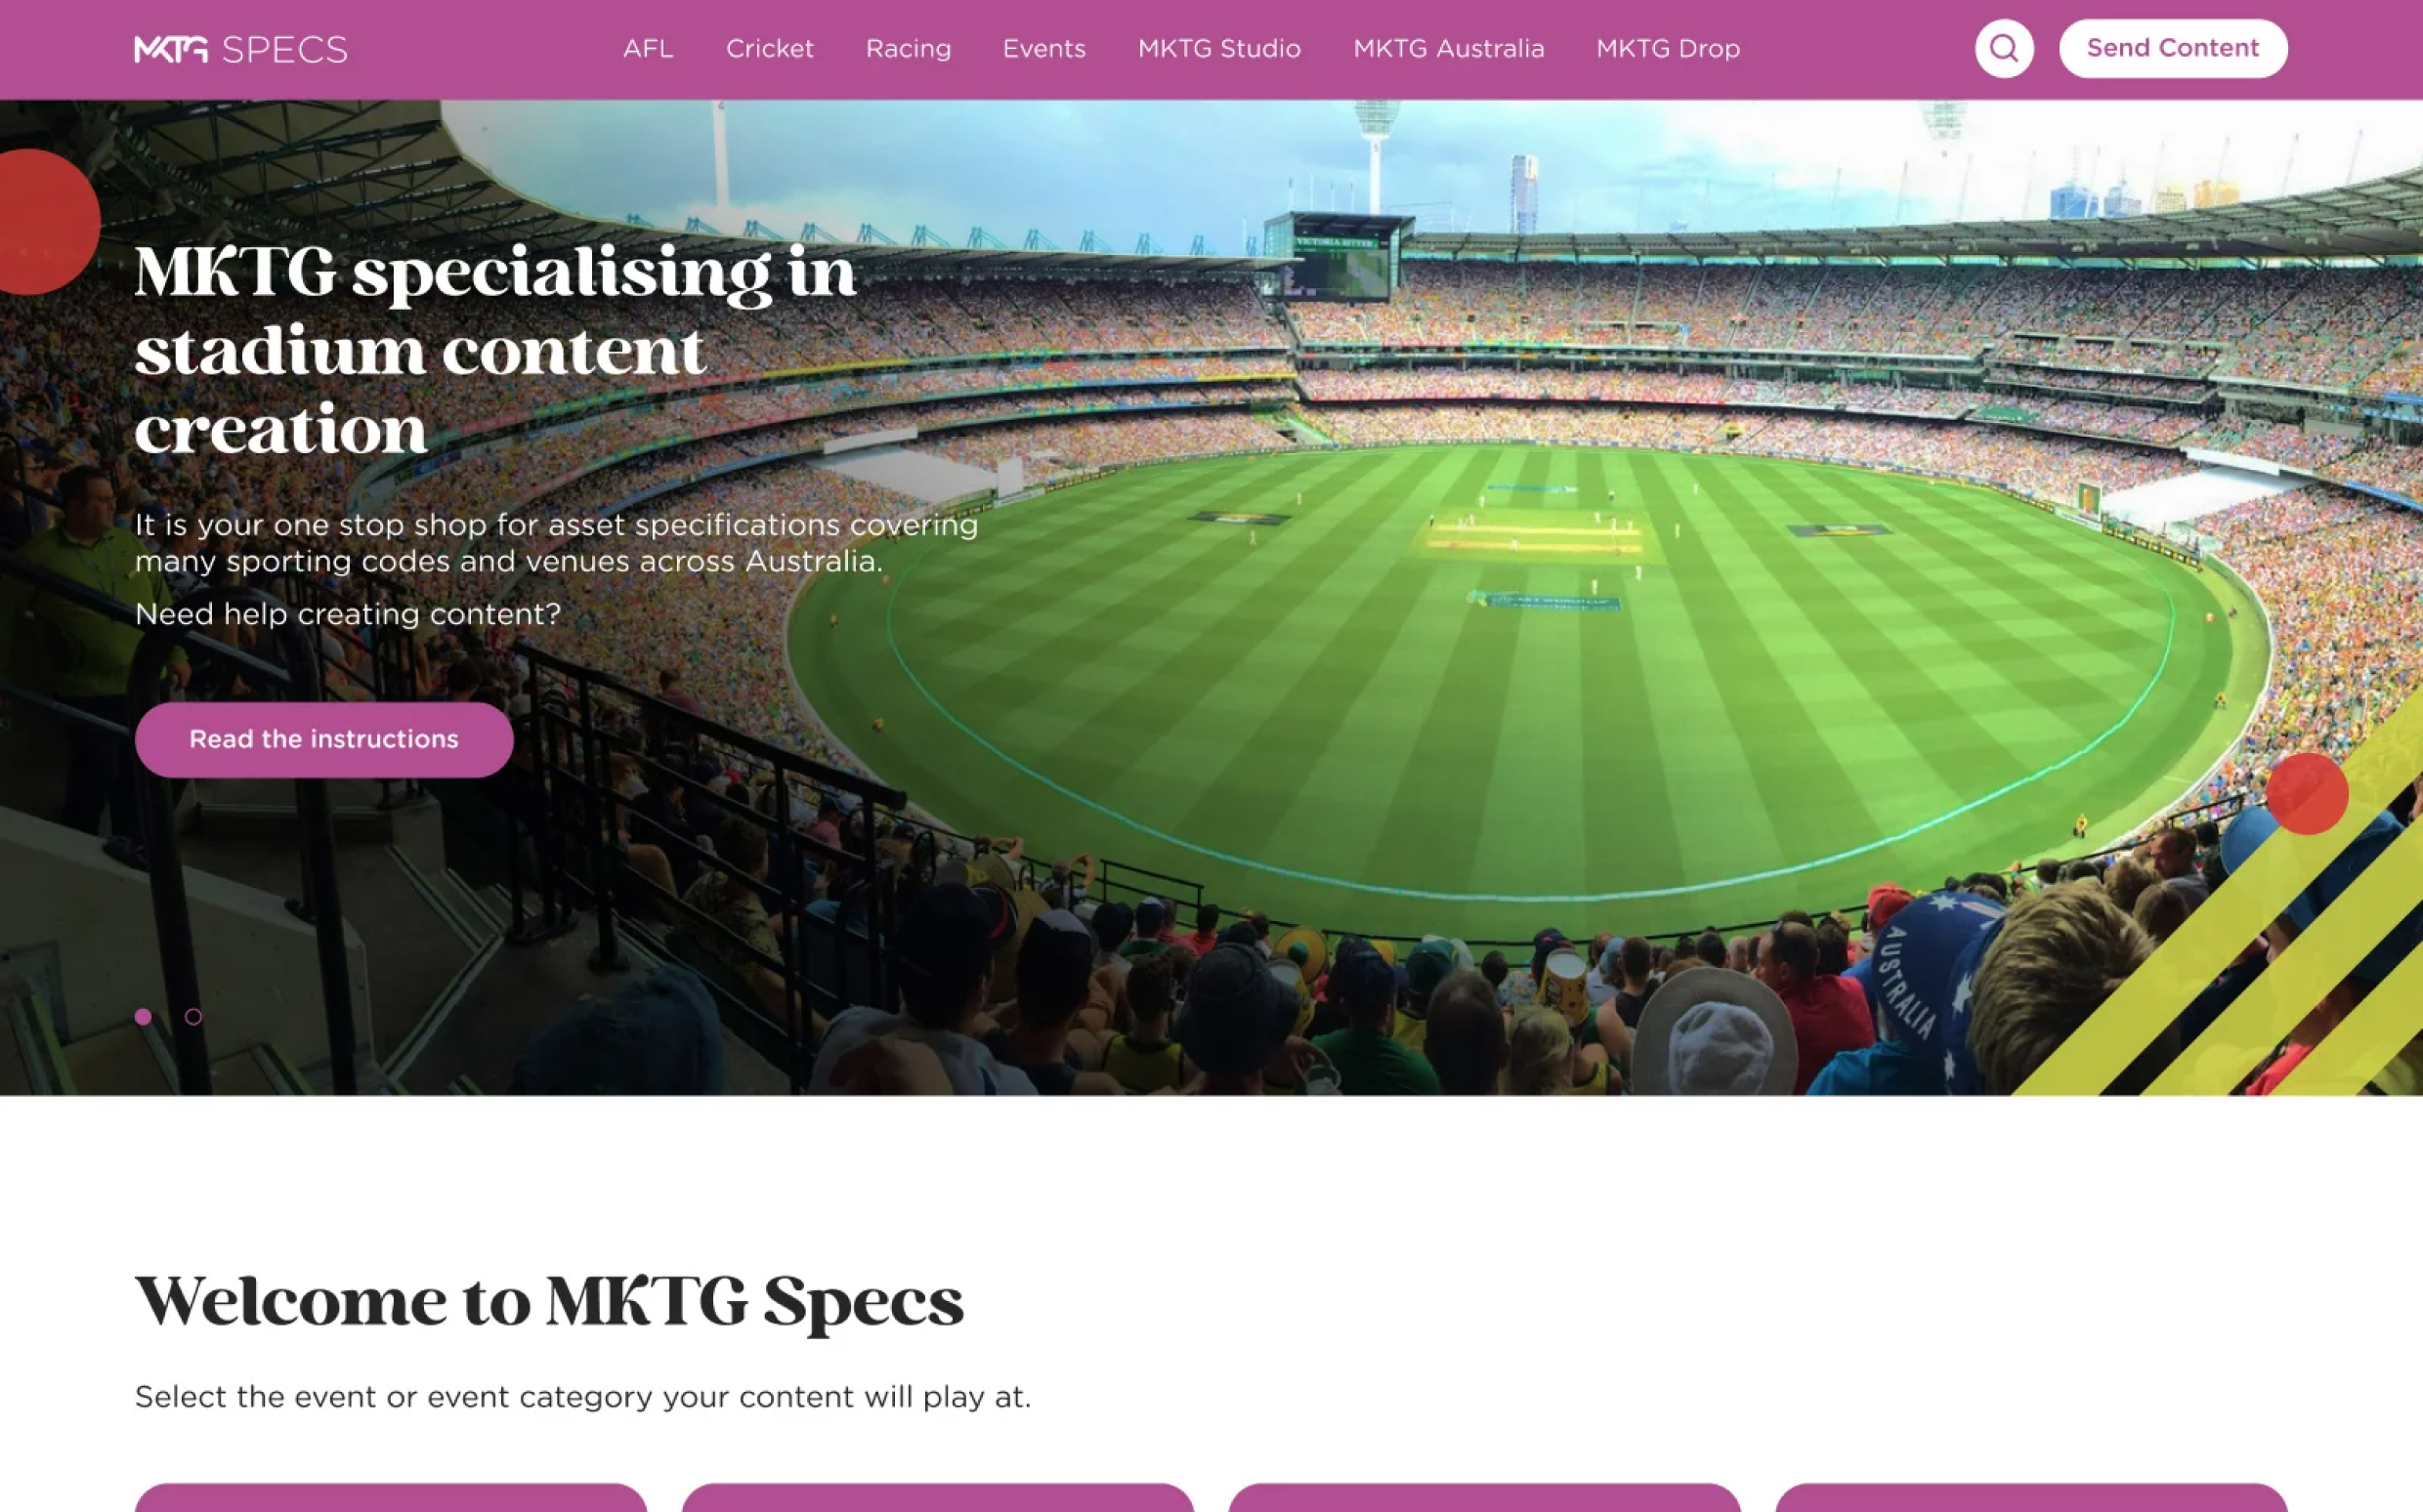 MKTG SPECS
AFL
Cricket
Racing
Events
MKTG Studio
MKTG Australia
MKTG Drop
Send Content
VICTORIA BITTER
MKTG specialising in
stadium content
creation
It is your one stop shop for asset specifications covering
many sporting codes and venues across Australia.
Need help creating content?
Read the instructions
AUSTRALIA
Welcome to MKTG Specs
Select the event or event category your content will play at.